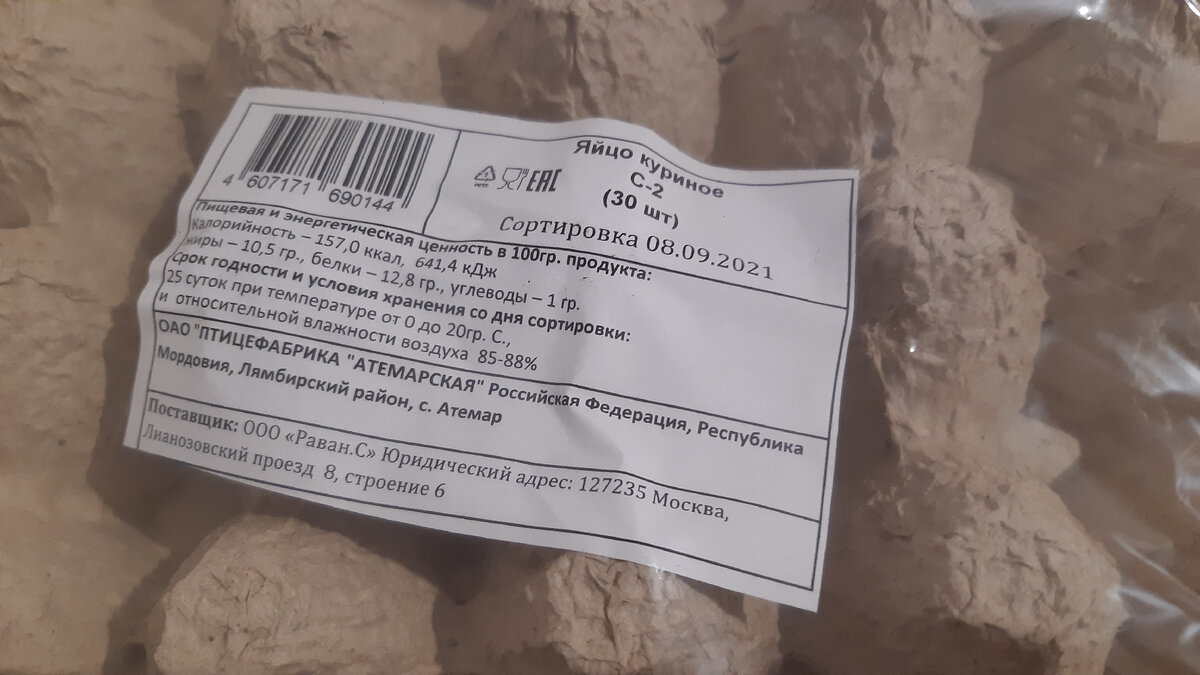 4 607171 690144
ЕАС
Яйцо куриное
С-2
(30 шт)
Сортировка 08.09.2021
Пищевая и энергетическая ценность в 100гр. продукта:
Калорийность – 157,0 ккал, 641,4 кДж
жиры – 10,5 гр., белки – 12,8 гр., углеводы – 1 гр.
Срок годности и условия хранения со дня сортировки:
25 суток при температуре от 0 до 20гр. С.,
и относительной влажности воздуха 85-88%
ОАО "ПТИЦЕФАБРИКА "АТЕМАРСКАЯ" Российская Федерация, Республика
Мордовия, Лямбирский район, с. Атемар
Поставщик: ООО «Раван.С» Юридический адрес: 127235 Москва,
Лианозовский проезд 8, строение 6